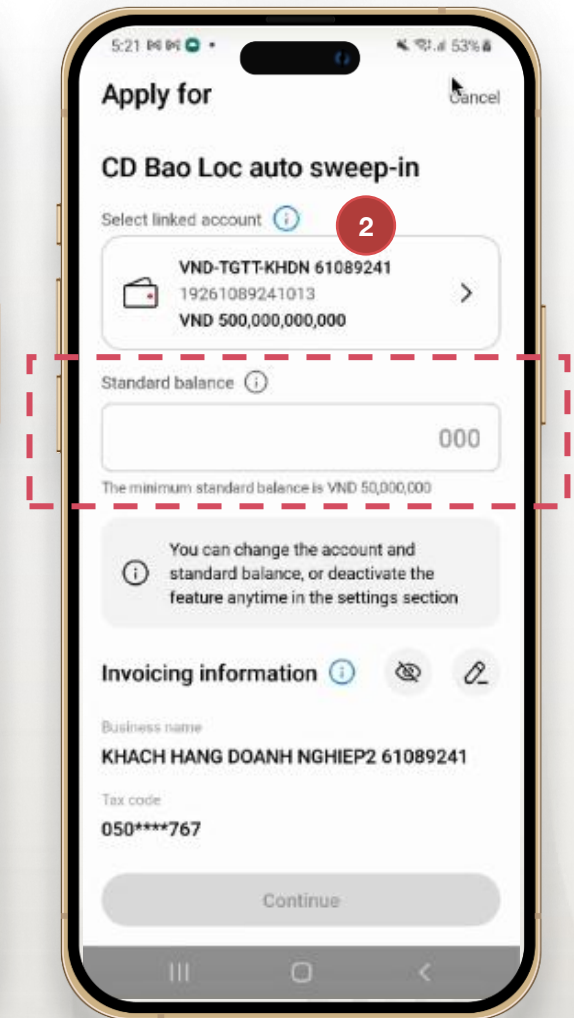 5:21
53%
Apply for
Cancel
CD Bao Loc auto sweep-in
Select linked account
2
VND-TGTT-KHDN 61089241
19261089241013
VND 500,000,000,000
Standard balance
000
The minimum standard balance is VND 50,000,000
You can change the account and
standard balance, or deactivate the
feature anytime in the settings section
Invoicing information
Business name
KHACH HANG DOANH NGHIEP2 61089241
Tax code
050****767
Continue